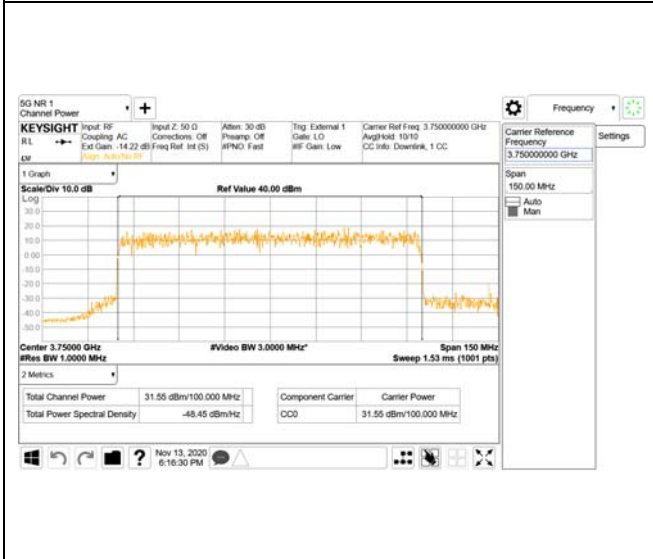 5G NR 1
Channel Power
Frequency
KEYSIGHT Input: RF Input Z: 50 Ω Atten: 30 dB Trig: External 1 Carrier Ref Freq: 3.750000000 GHz
RL Coupling: AC Corrections: Off Preamp: Off Gate: LO Avg|Hold: 10/10
Ext Gain: -14.22 dB Freq Ref: Int (S) #PNO: Fast #IF Gain: Low CC Info: Downlink, 1 CC
Align: Auto/No RF
Carrier Reference
Frequency
3.750000000 GHz
Settings
Span
150.00 MHz
Auto
Man
1 Graph
Scale/Div 10.0 dB Ref Value 40.00 dBm
Log
30.0
20.0
10.0
0.00
-10.0
-20.0
-30.0
-40.0
-50.0
Center 3.75000 GHz #Video BW 3.0000 MHz* Span 150 MHz
#Res BW 1.0000 MHz Sweep 1.53 ms (1001 pts)
2 Metrics
Total Channel Power 31.55 dBm/100.000 MHz Component Carrier Carrier Power
Total Power Spectral Density -48.45 dBm/Hz CC0 31.55 dBm/100.000 MHz
Nov 13, 2020
6:16:30 PM